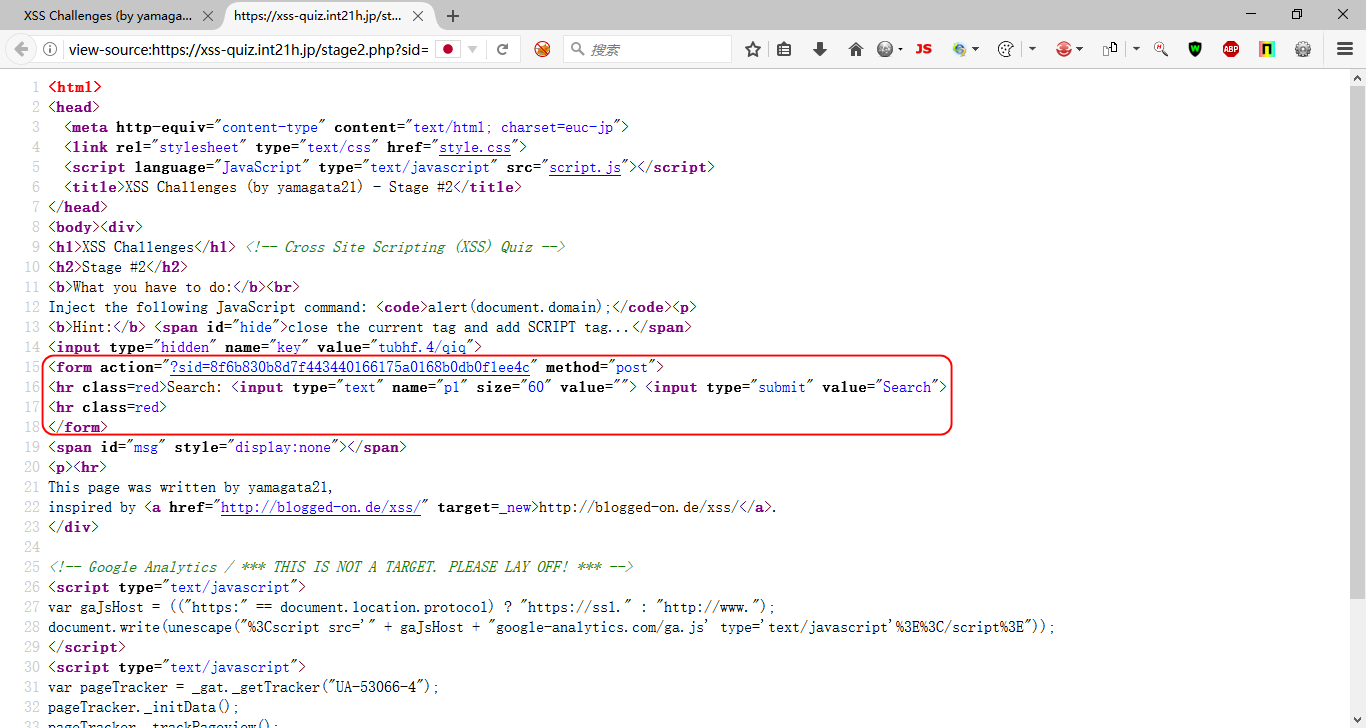 XSS Challenges (by yamaga...
https://xss-quiz.int21h.jp/st...
view-source:https://xss-quiz.int21h.jp/stage2.php?sid=
搜索
JS
ABP
1 <html>
2 <head>
3 <meta http-equiv="content-type" content="text/html; charset=euc-jp">
4 <link rel="stylesheet" type="text/css" href="style.css">
5 <script language="JavaScript" type="text/javascript" src="script.js"></script>
6 <title>XSS Challenges (by yamagata21) - Stage #2</title>
7 </head>
8 <body><div>
9 <h1>XSS Challenges</h1> <!-- Cross Site Scripting (XSS) Quiz -->
10 <h2>Stage #2</h2>
11 <b>What you have to do:</b><br>
12 Inject the following JavaScript command: <code>alert(document.domain);</code><p>
13 <b>Hint:</b> <span id="hide">close the current tag and add SCRIPT tag...</span>
14 <input type="hidden" name="key" value="tubhf.4/qiq">
15 <form action="?sid=8f6b830b8d7f443440166175a0168b0db0f1ee4c" method="post">
16 <hr class=red>Search: <input type="text" name="p1" size="60" value=""> <input type="submit" value="Search">
17 <hr class=red>
18 </form>
19 <span id="msg" style="display:none"></span>
20 <p><hr>
21 This page was written by yamagata21,
22 inspired by <a href="http://blogged-on.de/xss/" target=_new>http://blogged-on.de/xss/</a>.
23 </div>
24
25 <!-- Google Analytics / *** THIS IS NOT A TARGET. PLEASE LAY OFF! *** -->
26 <script type="text/javascript">
27 var gaJsHost = (("https:" == document.location.protocol) ? "https://ssl." : "http://www.");
28 document.write(unescape("%3Cscript src='" + gaJsHost + "google-analytics.com/ga.js' type='text/javascript'%3E%3C/script%3E"));
29 </script>
30 <script type="text/javascript">
31 var pageTracker = _gat._getTracker("UA-53066-4");
32 pageTracker._initData();
33 pageTracker._trackPageview();